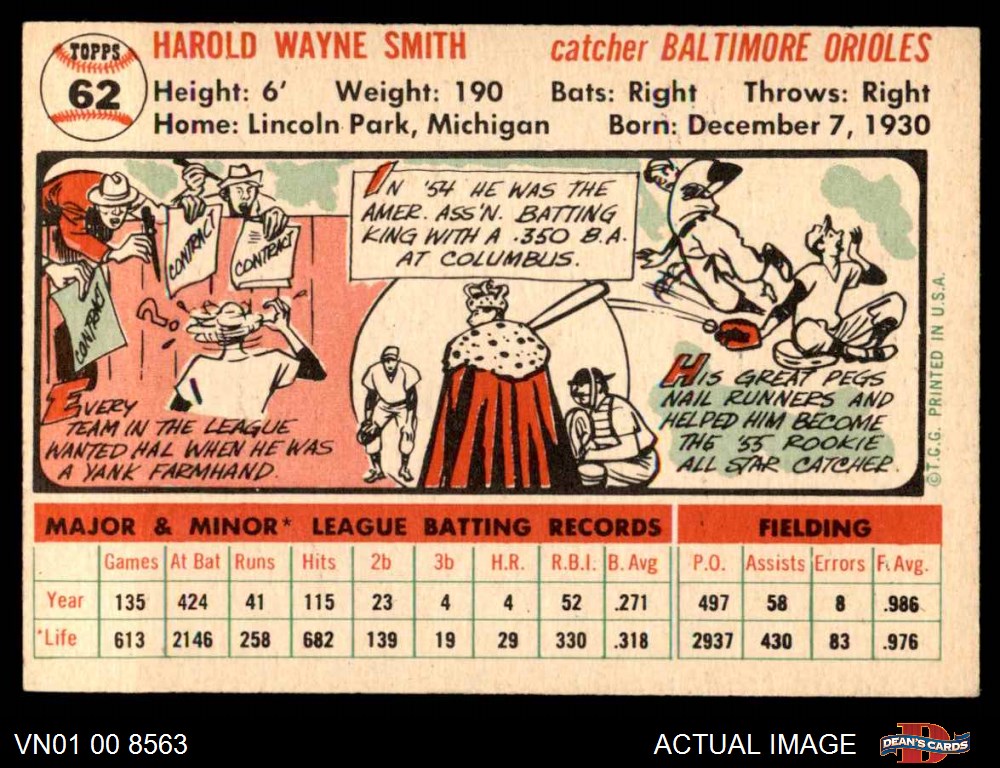 TOPPS
62
HAROLD WAYNE SMITH catcher BALTIMORE ORIOLES
Height: 6' Weight: 190 Bats: Right Throws: Right
Home: Lincoln Park, Michigan Born: December 7, 1930
CONTRACT
CONTRACT
CONTRACT
EVERY
TEAM IN THE LEAGUE
WANTED HAL WHEN HE WAS
A YANK FARMHAND.
IN '54 HE WAS THE
AMER. ASS'N. BATTING
KING WITH A .350 B.A.
AT COLUMBUS.
HIS GREAT PEGS
NAIL RUNNERS AND
HELPED HIM BECOME
THE '55 ROOKIE
ALL STAR CATCHER.
©T.C.G. PRINTED IN U.S.A.
MAJOR & MINOR* LEAGUE BATTING RECORDS FIELDING
Games At Bat Runs Hits 2b 3b H.R. R.B.I. B. Avg P.O. Assists Errors F. Avg.
Year 135 424 41 115 23 4 4 52 .271 497 58 8 .986
*Life 613 2146 258 682 139 19 29 330 .318 2937 430 83 .976
VN01 00 8563 ACTUAL IMAGE DEAN'S CARDS